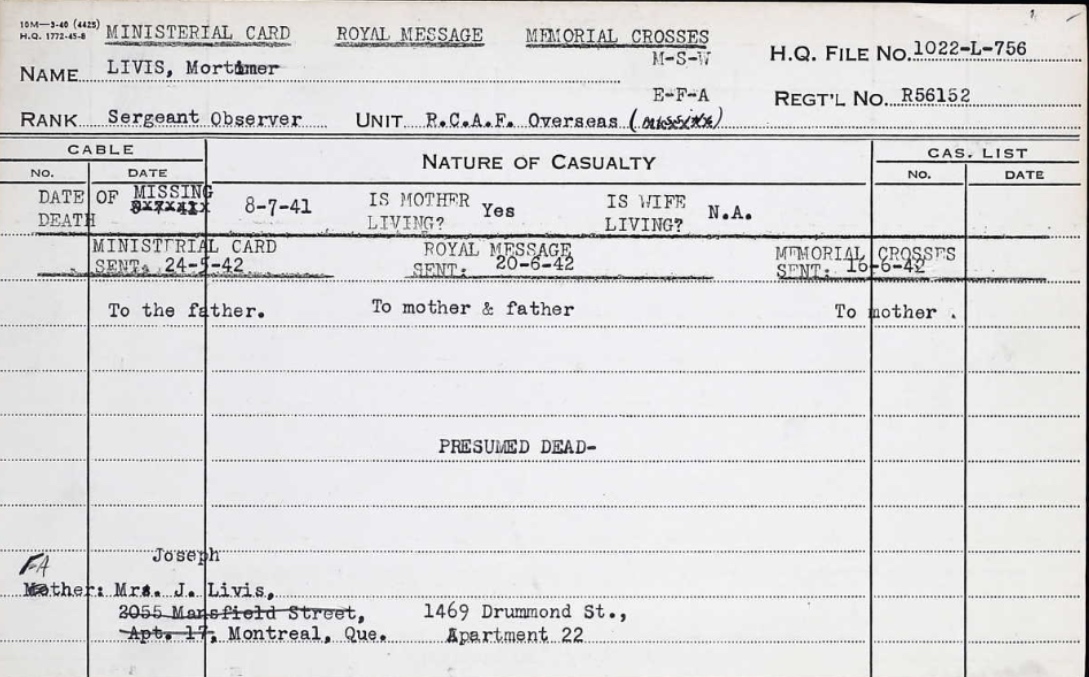 10M—3-40 (4425)
H.Q. 1772-45-8
MINISTERIAL CARD ROYAL MESSAGE MEMORIAL CROSSES
M-S-W
H.Q. FILE NO. 1022-L-756
NAME LIVIS, Mortimer
E-F-A
REGT'L NO. R56152
RANK Sergeant Observer UNIT R.C.A.F. Overseas
CABLE NATURE OF CASUALTY CAS. LIST
NO. DATE NO. DATE
DATE OF MISSING 8-7-41 IS MOTHER Yes IS WIFE N.A.
DEATH LIVING? LIVING?
MINISTERIAL CARD ROYAL MESSAGE MEMORIAL CROSSES
SENT: 24-5-42 SENT: 20-6-42 SENT: 16-6-42
To the father. To mother & father To mother .
PRESUMED DEAD-
Joseph
FA
Mother: Mrs. J. Livis,
2055 Mansfield Street, 1469 Drummond St.,
Apt. 17, Montreal, Que. Apartment 22